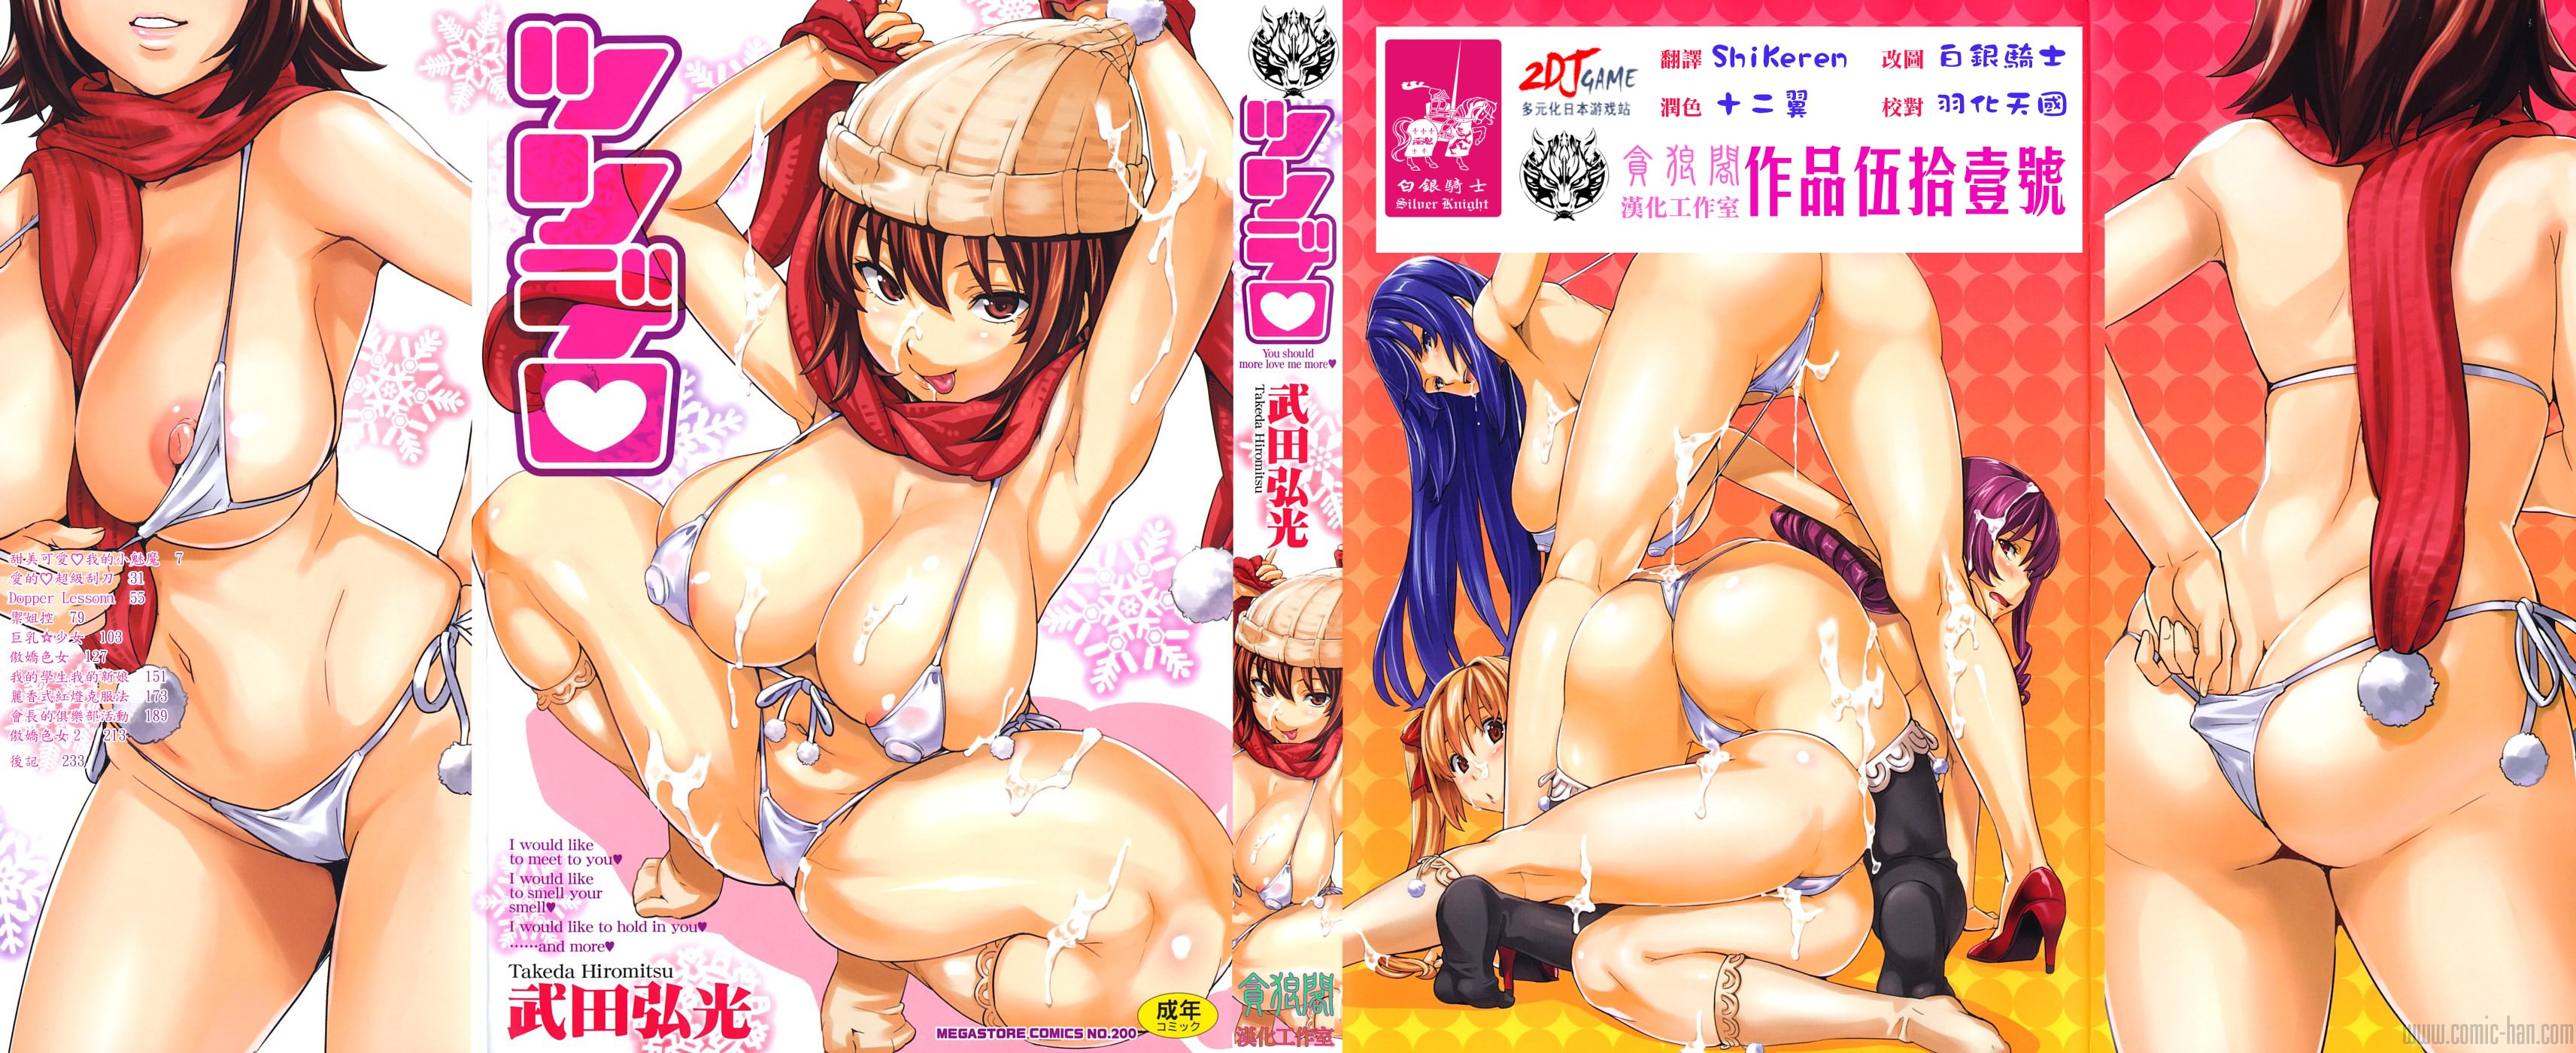 甜美可愛♡我的小魅魔 7
愛的♡超級刮刀 31
Dopper Lessonn 55
禦姐控 79
巨乳☆少女 103
傲嬌色女 127
我的學生我的新娘 151
麗香式紅燈克服法 173
會長的俱樂部活動 189
傲嬌色女2 213
後記 233
ツンデロ
I would like
to meet to you♥
I would like
to smell your
smell♥
I would like to hold in you♥
……and more♥
Takeda Hiromitsu
武田弘光
MEGASTORE COMICS NO.200
成年
コミック
ツンデロ
You should
more love me more♥
武田弘光
Takeda Hiromitsu
貪狼閣
漢化工作室
白銀騎士
Silver Knight
2DJGAME
多元化日本游戏站
翻譯 ShiKeren 改圖 白銀騎士
潤色 十二翼 校對 羽化天國
貪狼閣
漢化工作室
作品伍拾壹號
www.comic-han.com